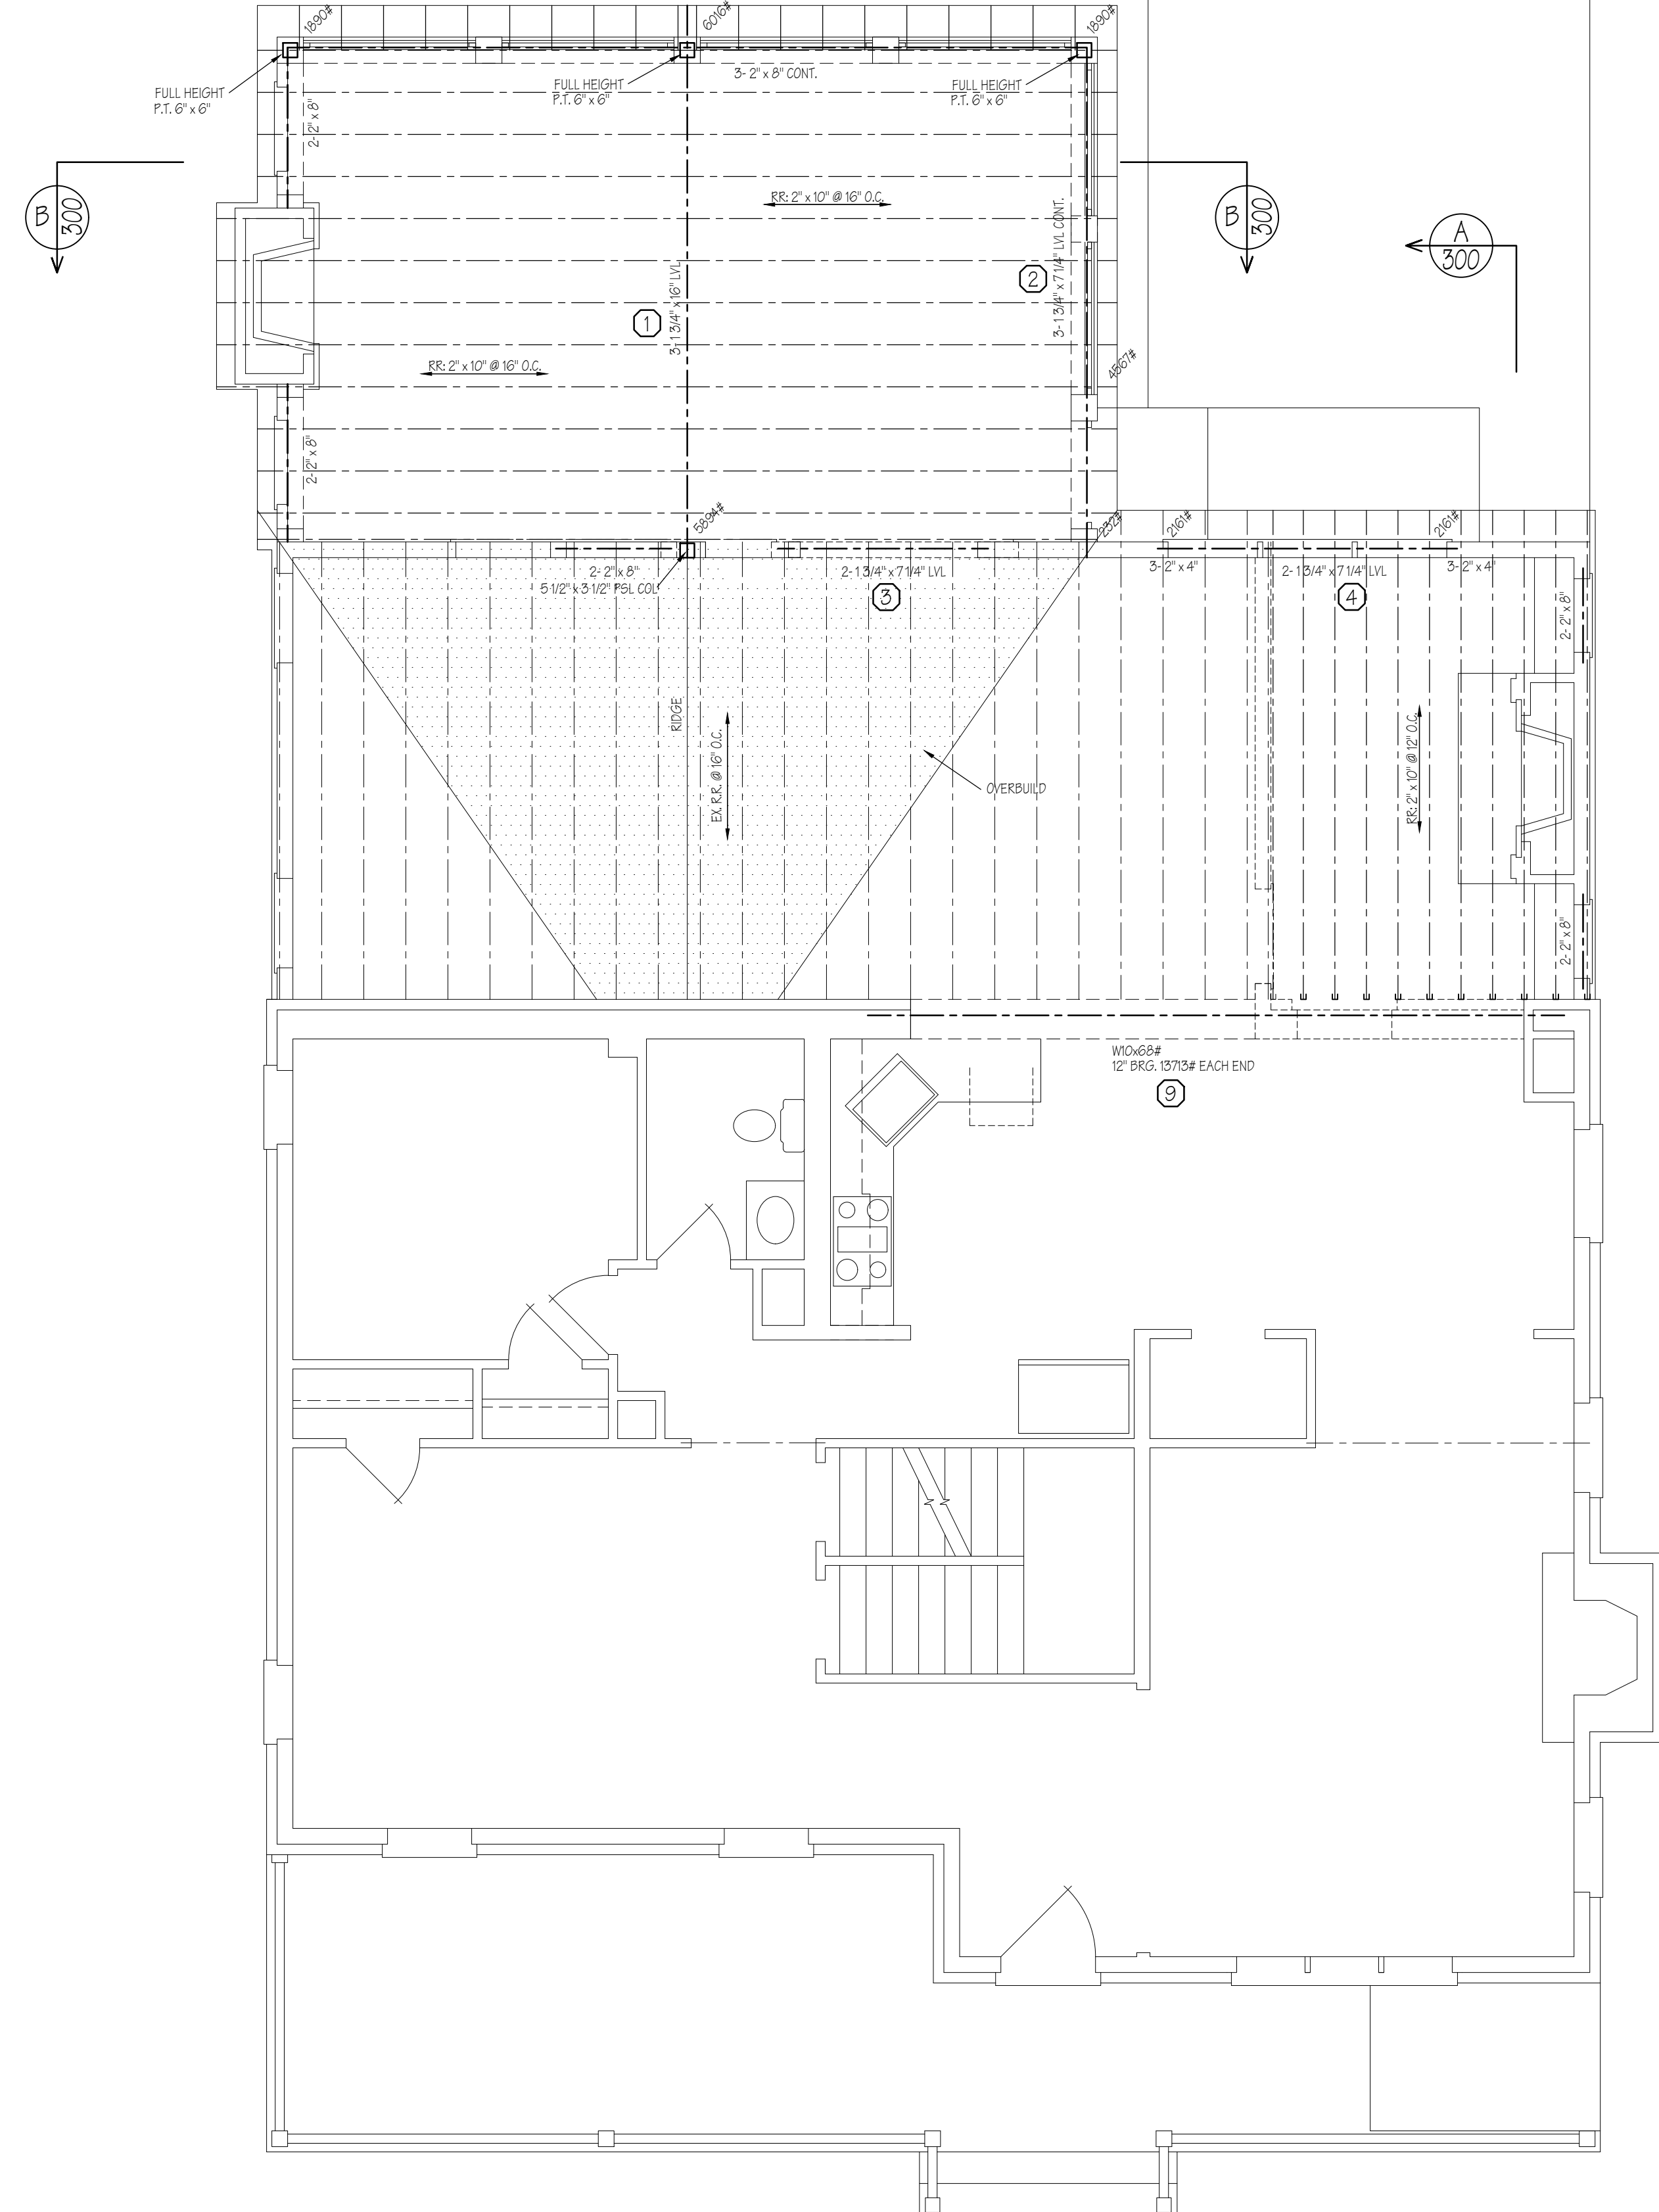 1890#
6016#
1890#
3- 2" x 8" CONT.
FULL HEIGHT
P.T. 6" x 6"
FULL HEIGHT
P.T. 6" x 6"
FULL HEIGHT
P.T. 6" x 6"
2- 2" x 8"
B
300
RR: 2" x 10" @ 16" O.C.
B
300
A
300
3- 1 3/4" x 7 1/4" LVL CONT.
2
1
3- 1 3/4" x 16" LVL
RR: 2" x 10" @ 16" O.C.
4567#
2- 2" x 8"
5894#
232#
2161#
2161#
2- 2" x 8"
5 1/2" x 3 1/2" PSL COL
2- 1 3/4" x 7 1/4" LVL
3
3- 2" x 4"
2- 1 3/4" x 7 1/4" LVL
4
3- 2" x 4"
2- 2" x 8"
RIDGE
EX. R.R. @ 16" O.C.
OVERBUILD
RR: 2" x 10" @ 12" O.C.
2- 2" x 8"
W10x68#
12" BRG. 13713# EACH END
9